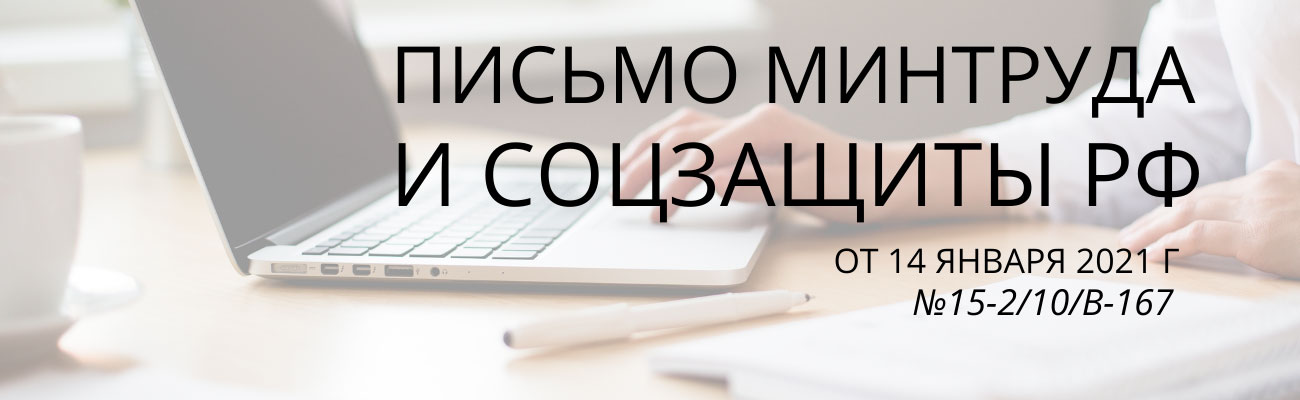 ПИСЬМО МИНТРУДА
И СОЦЗАЩИТЫ РФ
ОТ 14 ЯНВАРЯ 2021 Г
№15-2/10/В-167